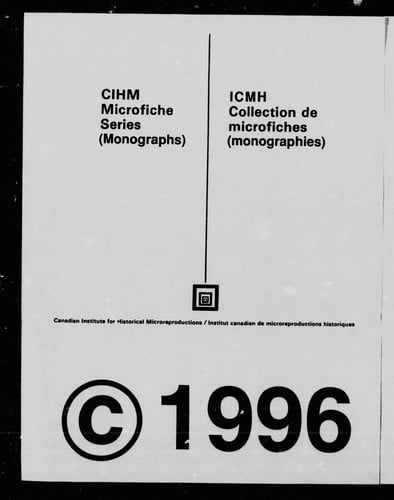 CIHM
Microfiche
Series
(Monographs)
ICMH
Collection de
microfiches
(monographies)
Canadian Institute for Historical Microreproductions / Institut canadien de microreproductions historiques
© 1996